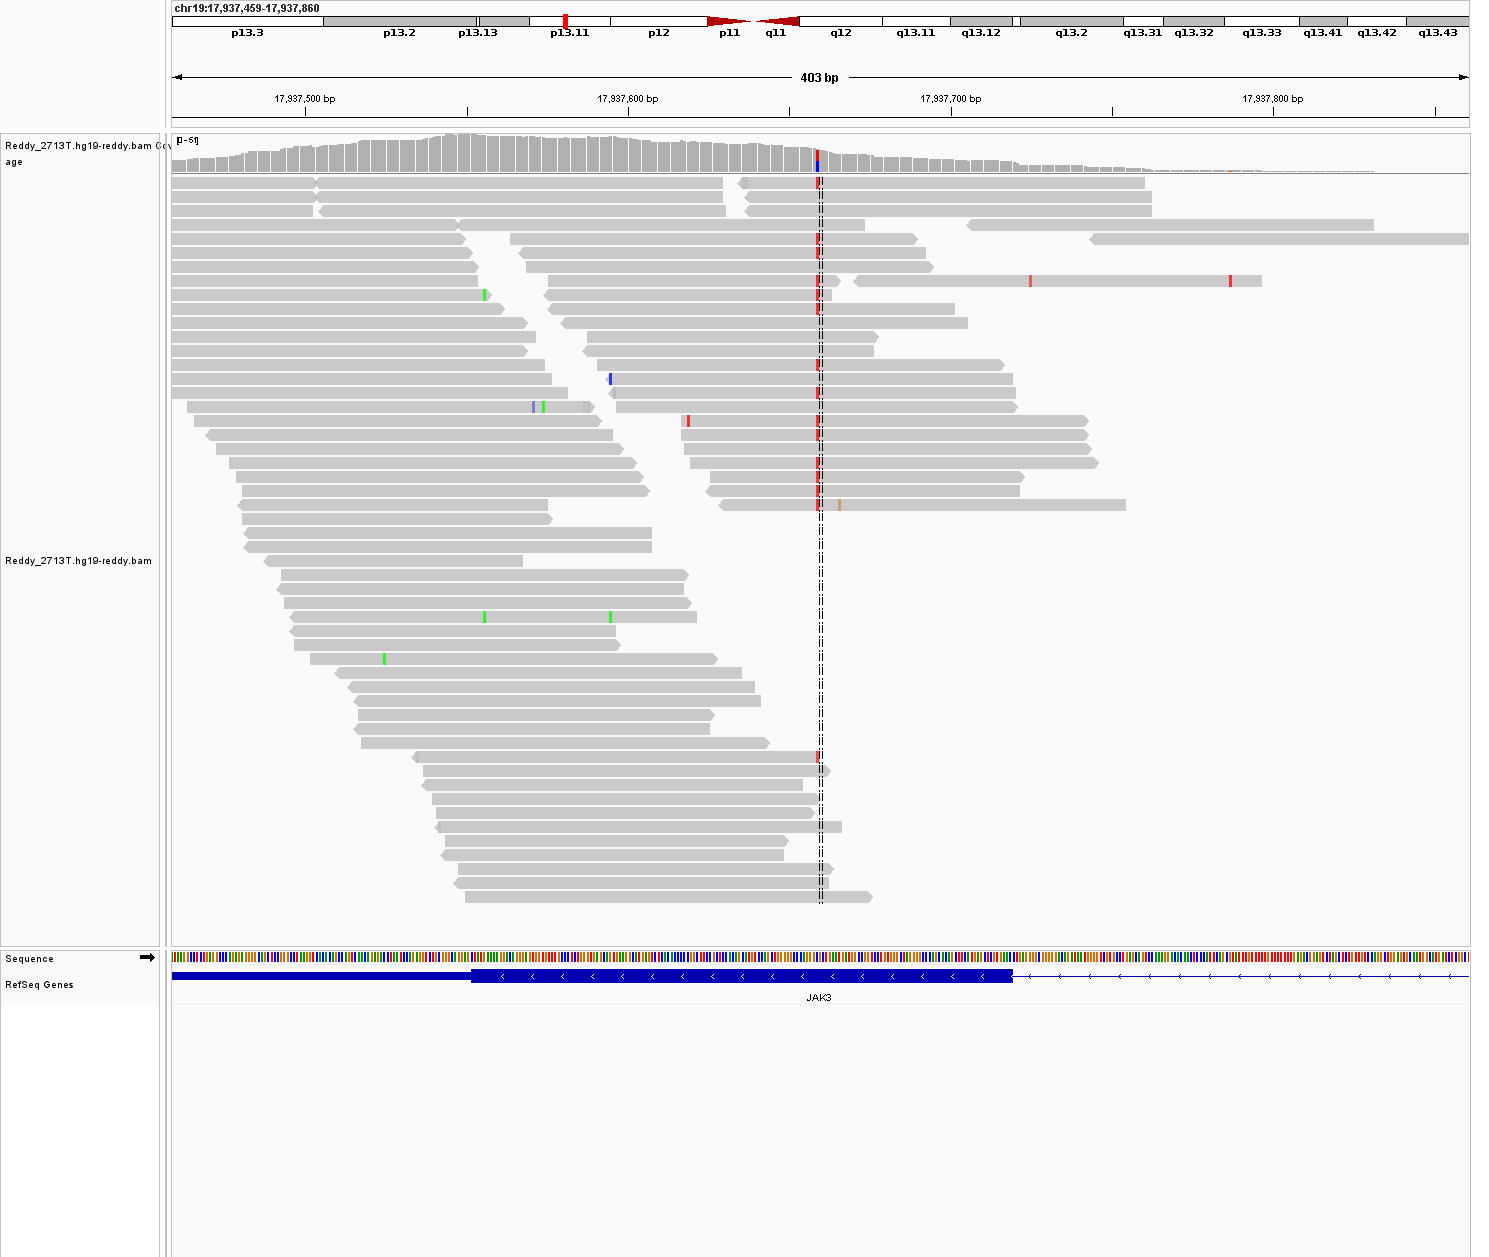 chr19:17,937,459-17,937,860
p13.3 p13.2 p13.13 p13.11 p12 p11 q11 q12 q13.11 q13.12 q13.2 q13.31 q13.32 q13.33 q13.41 q13.42 q13.43
403 bp
17,937,500 bp 17,937,600 bp 17,937,700 bp 17,937,800 bp
[0-51]
Reddy_2713T.hg19-reddy.bam Cov
age
Reddy_2713T.hg19-reddy.bam
Sequence
RefSeq Genes
JAK3